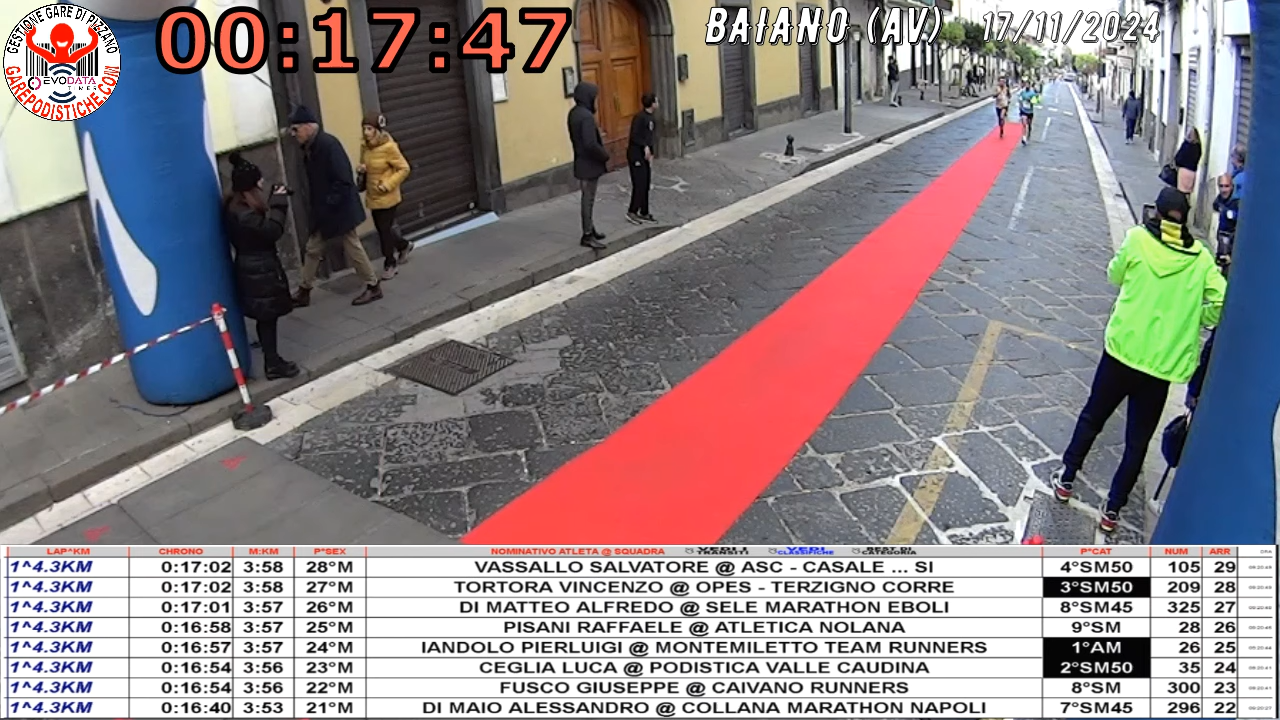 GESTIONE GARE DI PIZZANO
EVODATA
TIMER
GAREPODISTICHE.COM
00:17:47
BAIANO (AV.) 17/11/2024
LAP^KM CHRONO M:KM P°SEX NOMINATIVO ATLETA @ SQUADRA VEDI CLASSIFICHE BEST DI CATEGORIA P°CAT NUM ARR ORA
1^4.3KM 0:17:02 3:58 28°M VASSALLO SALVATORE @ ASC - CASALE ... SI 4°SM50 105 29
1^4.3KM 0:17:02 3:58 27°M TORTORA VINCENZO @ OPES - TERZIGNO CORRE 3°SM50 209 28
1^4.3KM 0:17:01 3:57 26°M DI MATTEO ALFREDO @ SELE MARATHON EBOLI 8°SM45 325 27
1^4.3KM 0:16:58 3:57 25°M PISANI RAFFAELE @ ATLETICA NOLANA 9°SM 28 26
1^4.3KM 0:16:57 3:57 24°M IANDOLO PIERLUIGI @ MONTEMILETTO TEAM RUNNERS 1°AM 26 25
1^4.3KM 0:16:54 3:56 23°M CEGLIA LUCA @ PODISTICA VALLE CAUDINA 2°SM50 35 24
1^4.3KM 0:16:54 3:56 22°M FUSCO GIUSEPPE @ CAIVANO RUNNERS 8°SM 300 23
1^4.3KM 0:16:40 3:53 21°M DI MAIO ALESSANDRO @ COLLANA MARATHON NAPOLI 7°SM45 296 22